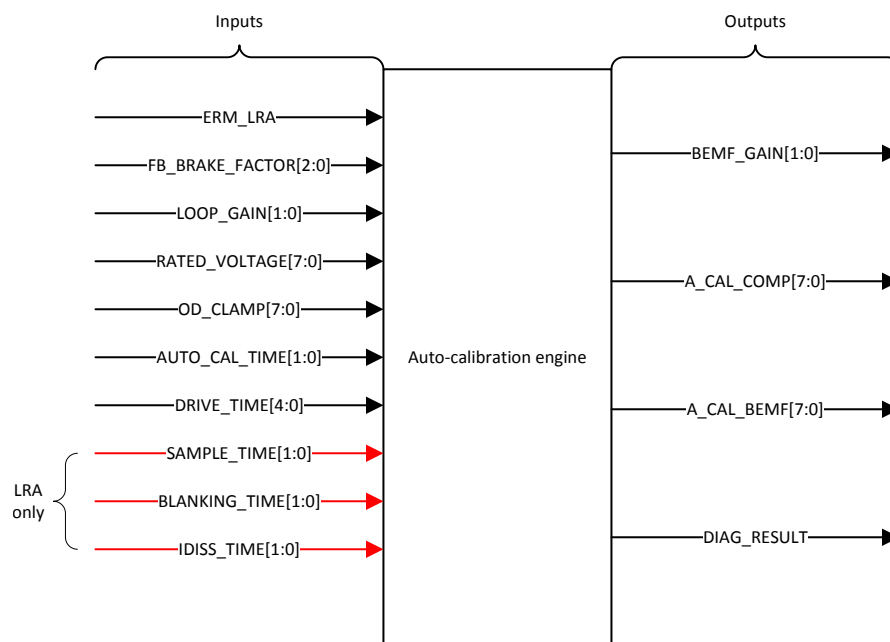 Inputs
Outputs
ERM_LRA
FB_BRAKE_FACTOR[2:0]
LOOP_GAIN[1:0]
RATED_VOLTAGE[7:0]
OD_CLAMP[7:0]
AUTO_CAL_TIME[1:0]
DRIVE_TIME[4:0]
SAMPLE_TIME[1:0]
BLANKING_TIME[1:0]
IDISS_TIME[1:0]
LRA
only
Auto-calibration engine
BEMF_GAIN[1:0]
A_CAL_COMP[7:0]
A_CAL_BEMF[7:0]
DIAG_RESULT